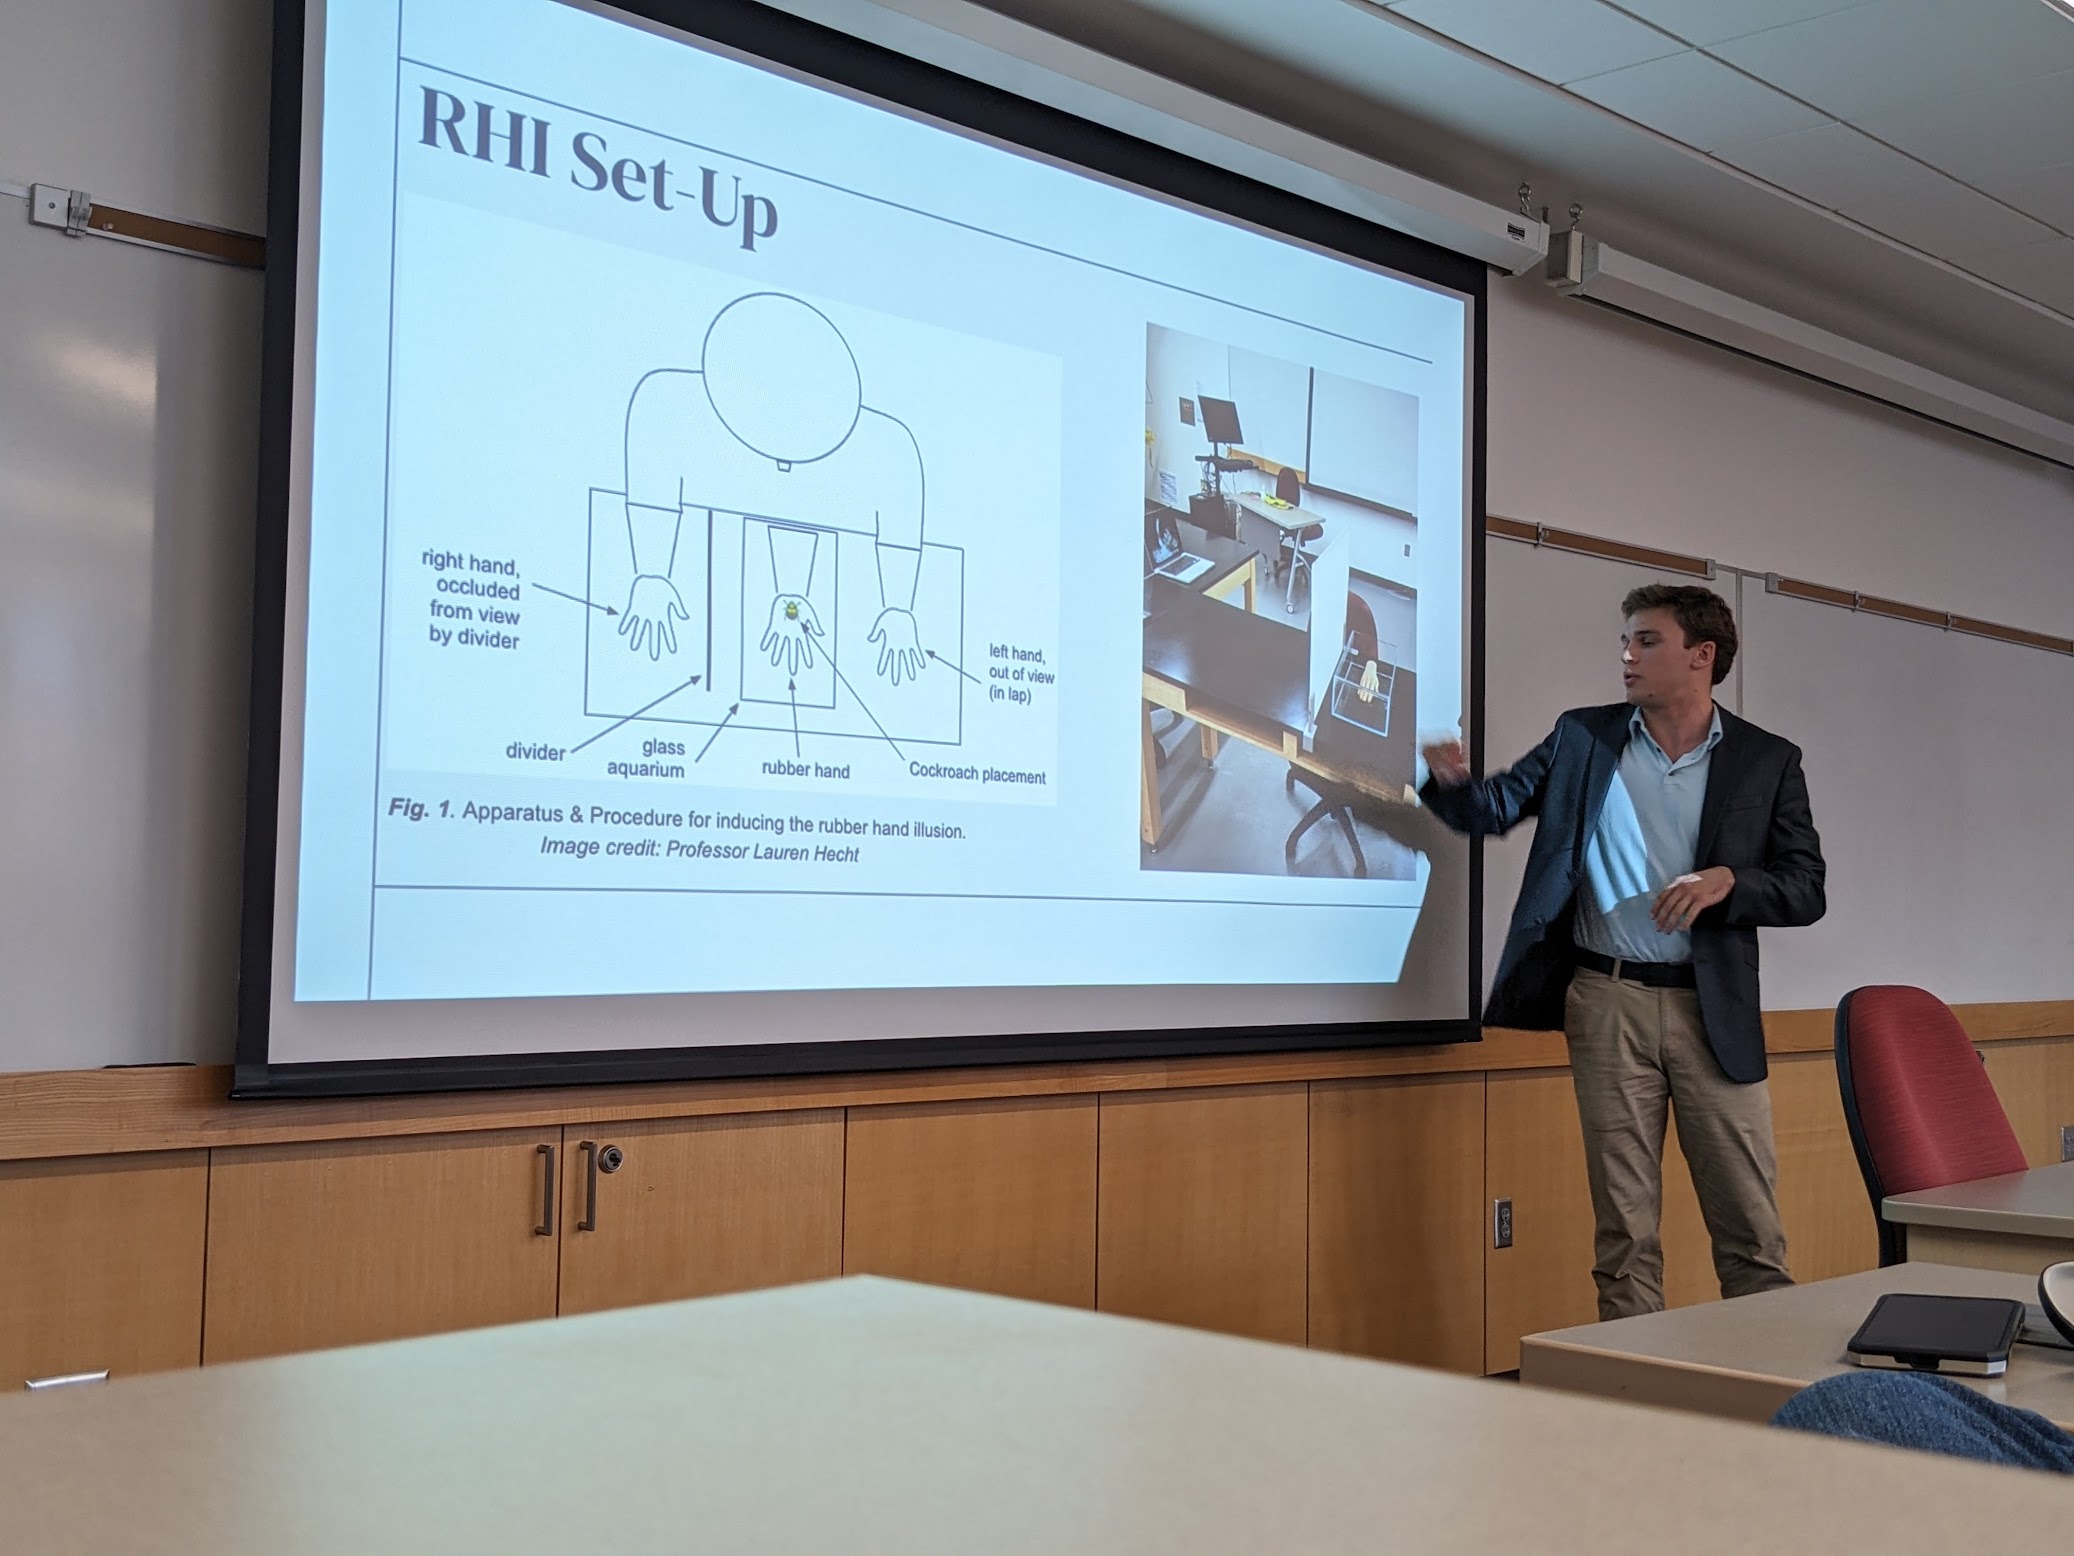 RHI Set-Up
right hand,
occluded
from view
by divider
left hand,
out of view
(in lap)
divider
glass
aquarium
rubber hand
Cockroach placement
Fig. 1. Apparatus & Procedure for inducing the rubber hand illusion.
Image credit: Professor Lauren Hecht